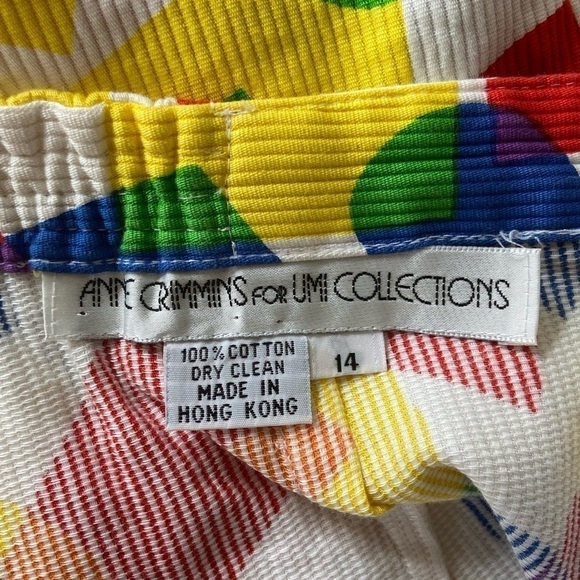 ANNE CRIMMINS FOR UMI COLLECTIONS
100% COTTON
DRY CLEAN
MADE IN
HONG KONG
14